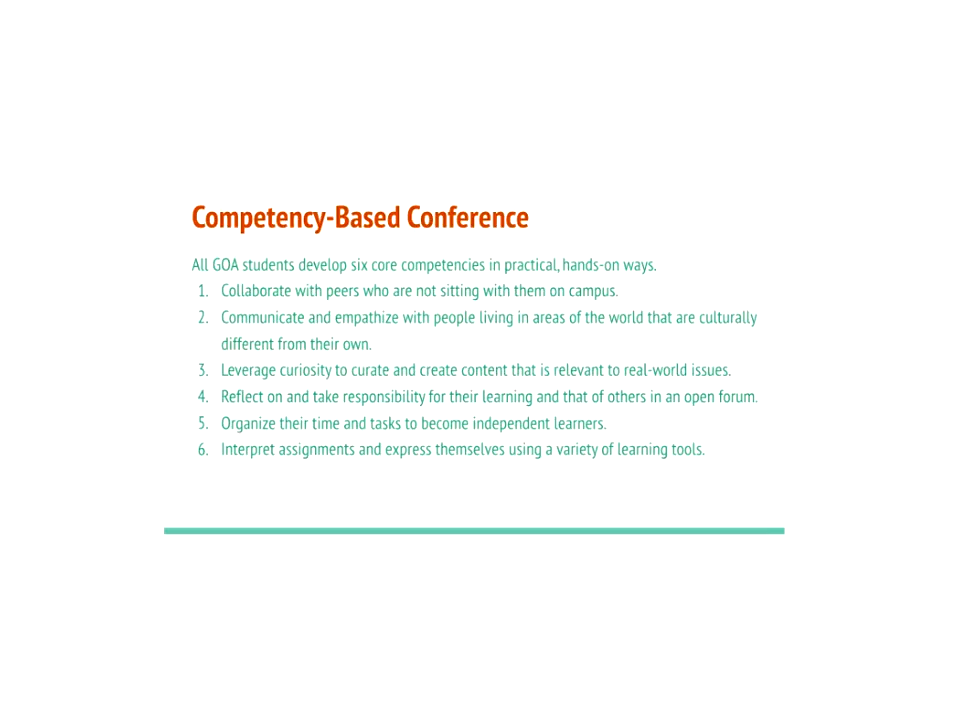 Competency-Based Conference
All GOA students develop six core competencies in practical, hands-on ways.
1. Collaborate with peers who are not sitting with them on campus.
2. Communicate and empathize with people living in areas of the world that are culturally
different from their own.
3. Leverage curiosity to curate and create content that is relevant to real-world issues.
4. Reflect on and take responsibility for their learning and that of others in an open forum.
5. Organize their time and tasks to become independent learners.
6. Interpret assignments and express themselves using a variety of learning tools.